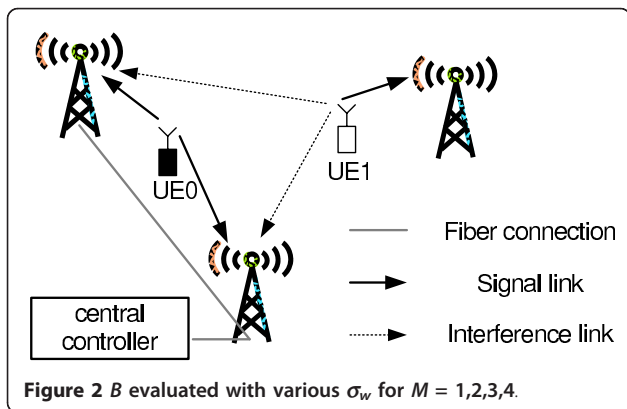 UE0
UE1
Fiber connection
Signal link
central
controller
Interference link
Figure 2 B evaluated with various σw for M = 1,2,3,4.